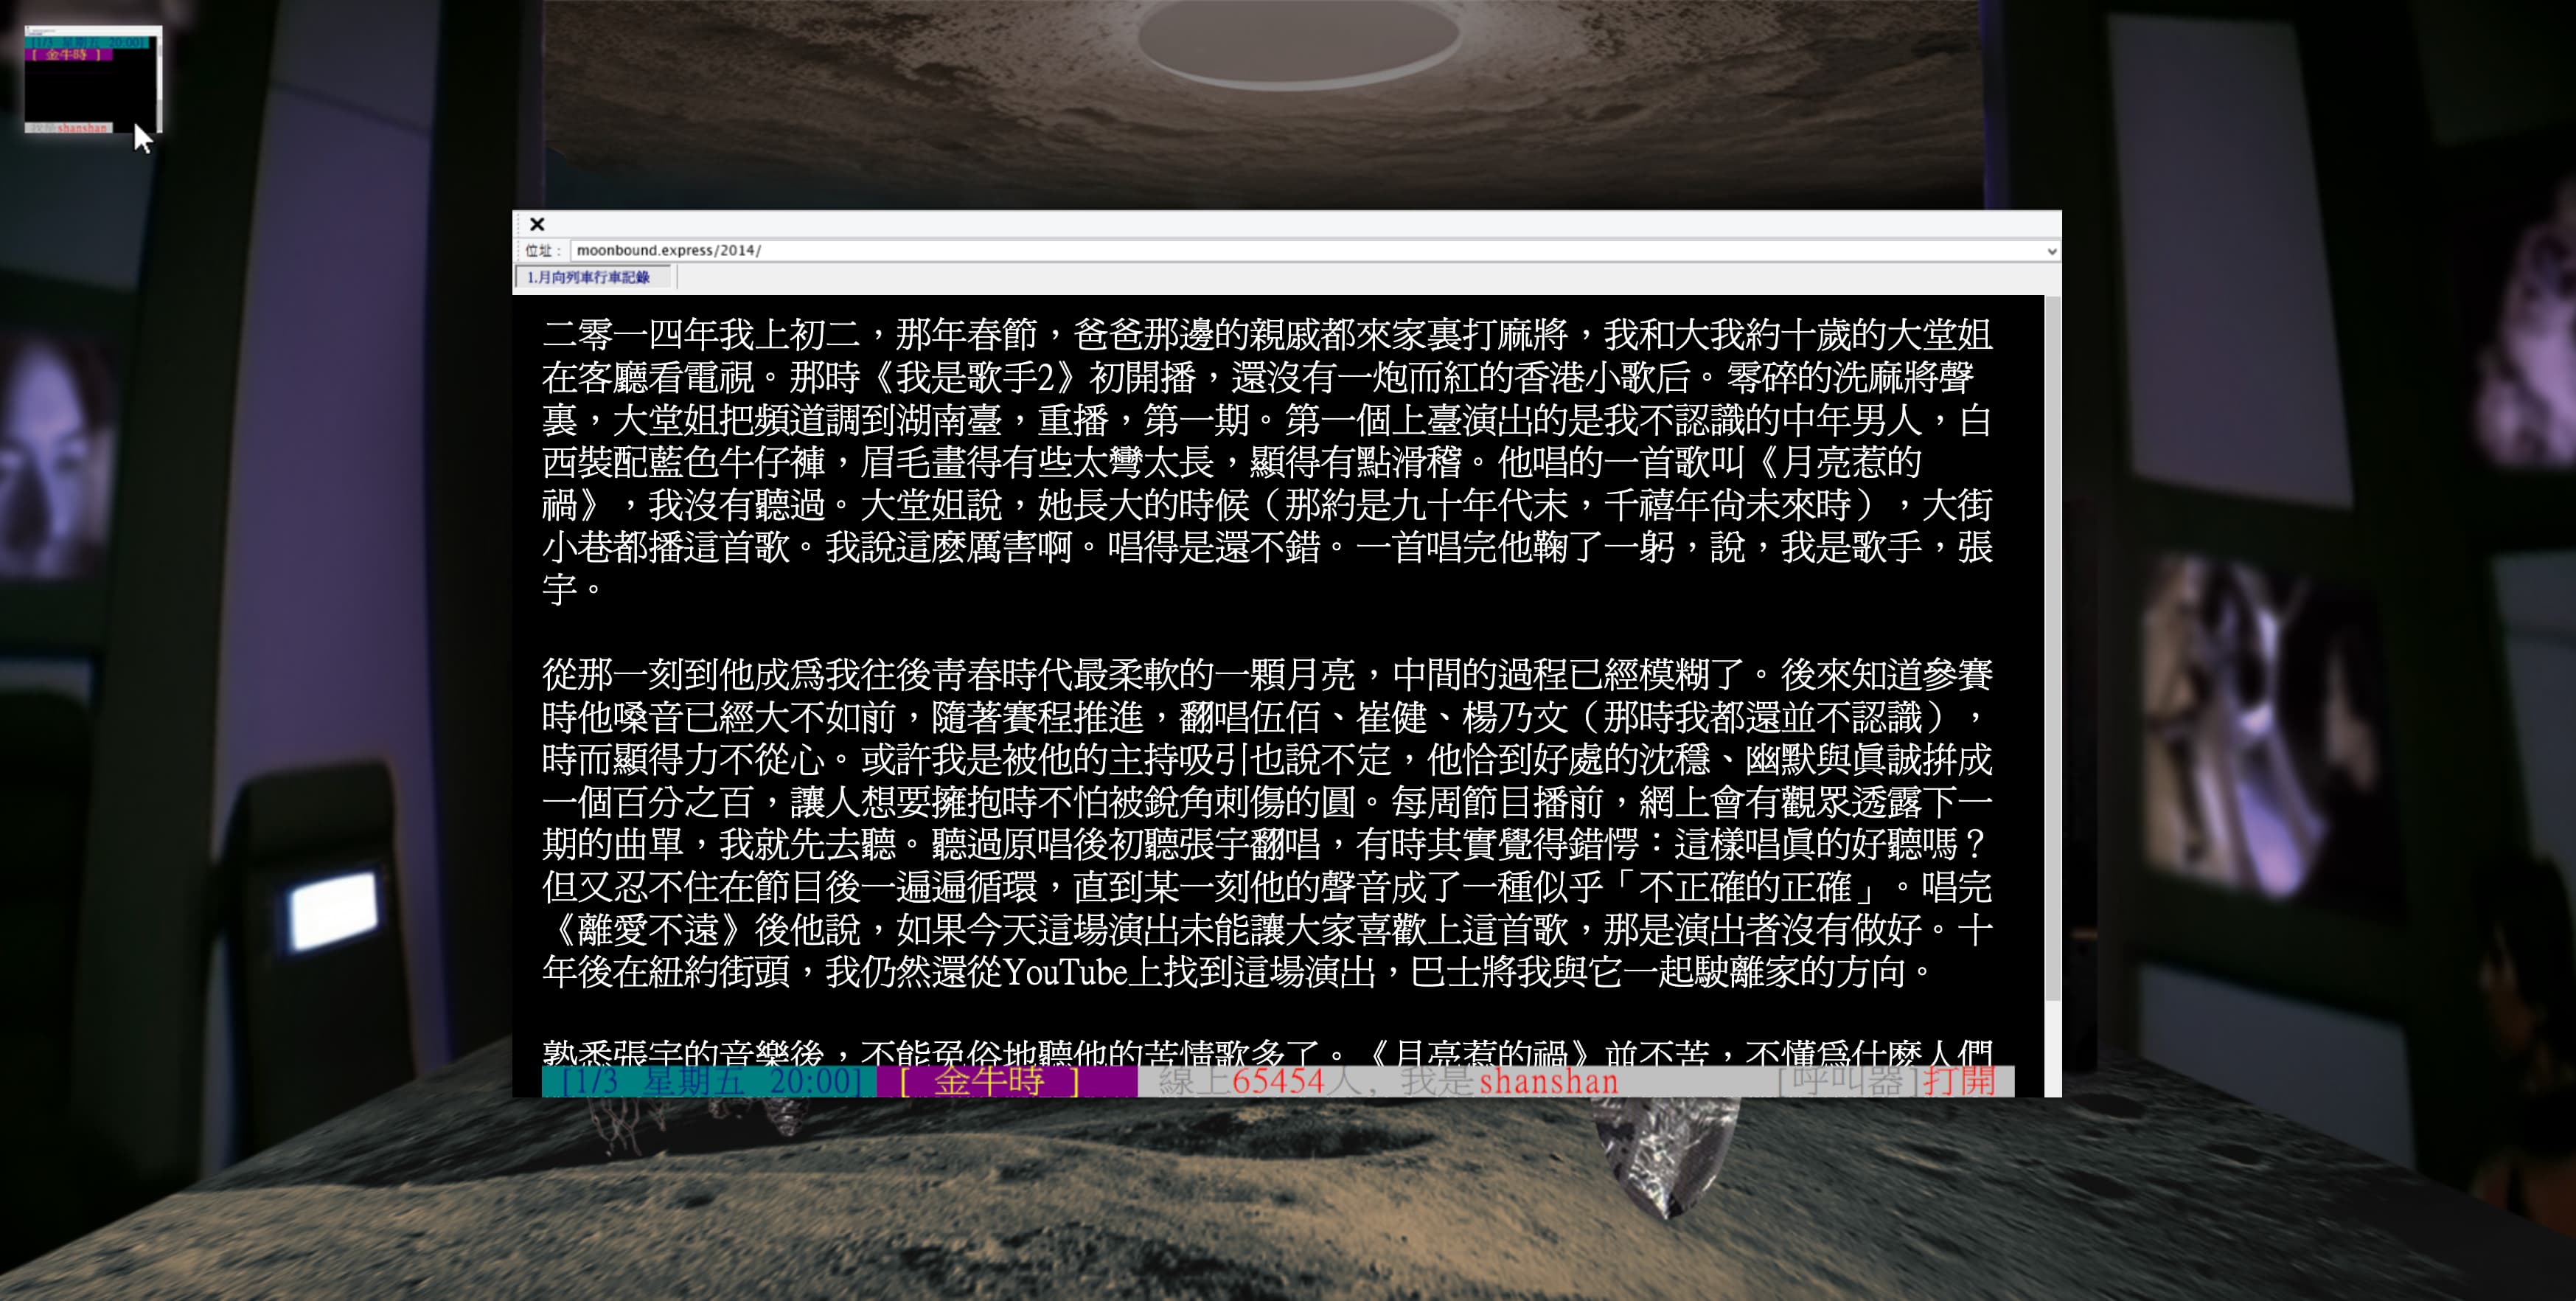 [1/3 星期五 20:00]
[ 金牛時 ]
我是shanshan
位址：
moonbound.express/2014/
1.月向列車行車記錄
二零一四年我上初二，那年春節，爸爸那邊的親戚都來家裏打麻將，我和大我約十歲的大堂姐
在客廳看電視。那時《我是歌手2》初開播，還沒有一炮而紅的香港小歌后。零碎的洗麻將聲
裏，大堂姐把頻道調到湖南臺，重播，第一期。第一個上臺演出的是我不認識的中年男人，白
西裝配藍色牛仔褲，眉毛畫得有些太彎太長，顯得有點滑稽。他唱的一首歌叫《月亮惹的
禍》，我沒有聽過。大堂姐說，她長大的時候（那約是九十年代末，千禧年尙未來時），大街
小巷都播這首歌。我說這麽厲害啊。唱得是還不錯。一首唱完他鞠了一躬，說，我是歌手，張
宇。
從那一刻到他成爲我往後靑春時代最柔軟的一顆月亮，中間的過程已經模糊了。後來知道參賽
時他嗓音已經大不如前，隨著賽程推進，翻唱伍佰、崔健、楊乃文（那時我都還並不認識），
時而顯得力不從心。或許我是被他的主持吸引也說不定，他恰到好處的沈穩、幽默與眞誠拼成
一個百分之百，讓人想要擁抱時不怕被銳角刺傷的圓。每周節目播前，網上會有觀眾透露下一
期的曲單，我就先去聽。聽過原唱後初聽張宇翻唱，有時其實覺得錯愕：這樣唱眞的好聽嗎？
但又忍不住在節目後一遍遍循環，直到某一刻他的聲音成了一種似乎「不正確的正確」。唱完
《離愛不遠》後他說，如果今天這場演出未能讓大家喜歡上這首歌，那是演出者沒有做好。十
年後在紐約街頭，我仍然還從YouTube上找到這場演出，巴士將我與它一起駛離家的方向。
熟悉張宇的音樂後，不能免俗地聽他的苦情歌多了。《月亮惹的禍》並不苦，不懂爲什麽人們
[1/3 星期五 20:00] [ 金牛時 ] 線上65454人, 我是shanshan [呼叫器]打開